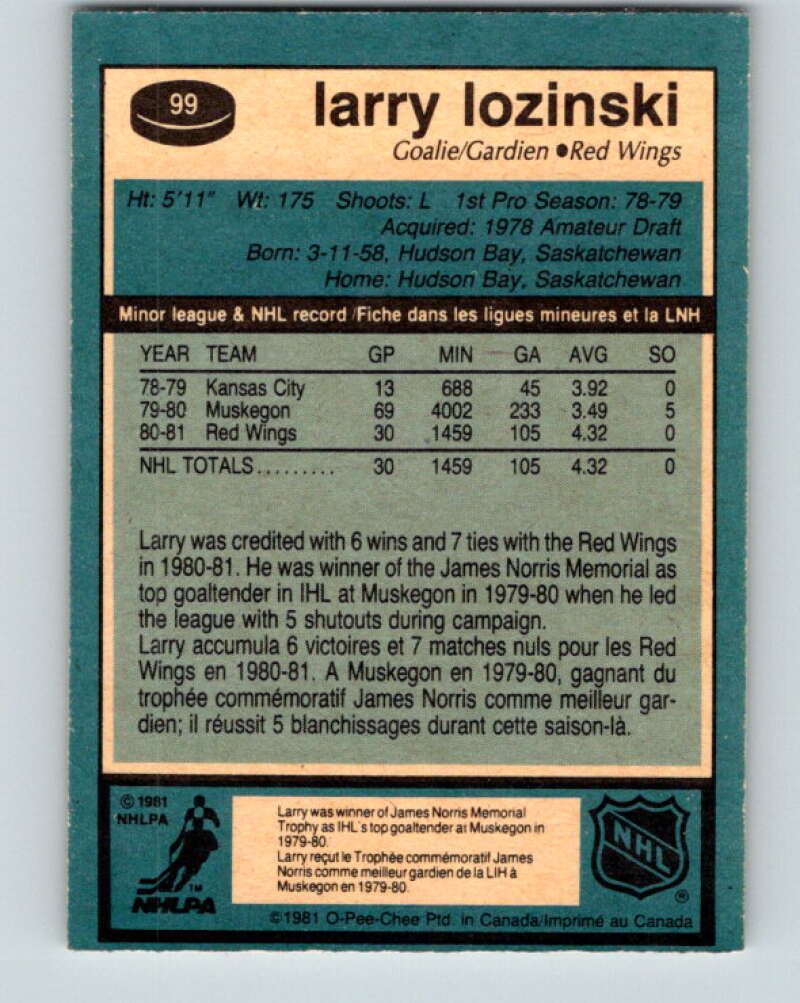 99
larry lozinski
Goalie/Gardien ●Red Wings
Ht: 5'11" Wt: 175 Shoots: L 1st Pro Season: 78-79
Acquired: 1978 Amateur Draft
Born: 3-11-58, Hudson Bay, Saskatchewan
Home: Hudson Bay, Saskatchewan
Minor league & NHL record/Fiche dans les ligues mineures et la LNH
YEAR TEAM GP MIN GA AVG SO
78-79 Kansas City 13 688 45 3.92 0
79-80 Muskegon 69 4002 233 3.49 5
80-81 Red Wings 30 1459 105 4.32 0
NHL TOTALS......... 30 1459 105 4.32 0
Larry was credited with 6 wins and 7 ties with the Red Wings
in 1980-81. He was winner of the James Norris Memorial as
top goaltender in IHL at Muskegon in 1979-80 when he led
the league with 5 shutouts during campaign.
Larry accumula 6 victoires et 7 matches nuls pour les Red
Wings en 1980-81. A Muskegon en 1979-80, gagnant du
trophée commémoratif James Norris comme meilleur gar-
dien; il réussit 5 blanchissages durant cette saison-là.
© 1981
NHLPA
TM
NHLPA
Larry was winner of James Norris Memorial
Trophy as IHL's top goaltender at Muskegon in
1979-80.
Larry reçut le Trophée commémoratif James
Norris comme meilleur gardien de la LIH à
Muskegon en 1979-80.
NHL
®
©1981 O-Pee-Chee Ptd. in Canada/Imprimé au Canada